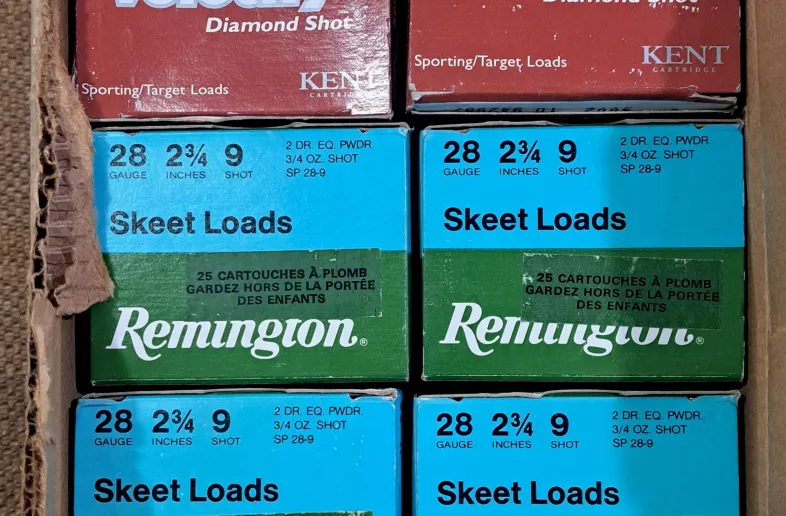 Velocity
Diamond Shot
Sporting/Target Loads
KENT
CARTRIDGE
Diamond Shot
Sporting/Target Loads
KENT
CARTRIDGE
28 2¾ 9
GAUGE INCHES SHOT
2 DR. EQ. PWDR.
3/4 OZ. SHOT
SP 28-9
Skeet Loads
25 CARTOUCHES À PLOMB
GARDEZ HORS DE LA PORTÉE
DES ENFANTS
Remington®
28 2¾ 9
GAUGE INCHES SHOT
2 DR. EQ. PWDR.
3/4 OZ. SHOT
SP 28-9
Skeet Loads
25 CARTOUCHES À PLOMB
GARDEZ HORS DE LA PORTÉE
DES ENFANTS
Remington®
28 2¾ 9
GAUGE INCHES SHOT
2 DR. EQ. PWDR.
3/4 OZ. SHOT
SP 28-9
Skeet Loads
28 2¾ 9
GAUGE INCHES SHOT
2 DR. EQ. PWDR.
3/4 OZ. SHOT
SP 28-9
Skeet Loads